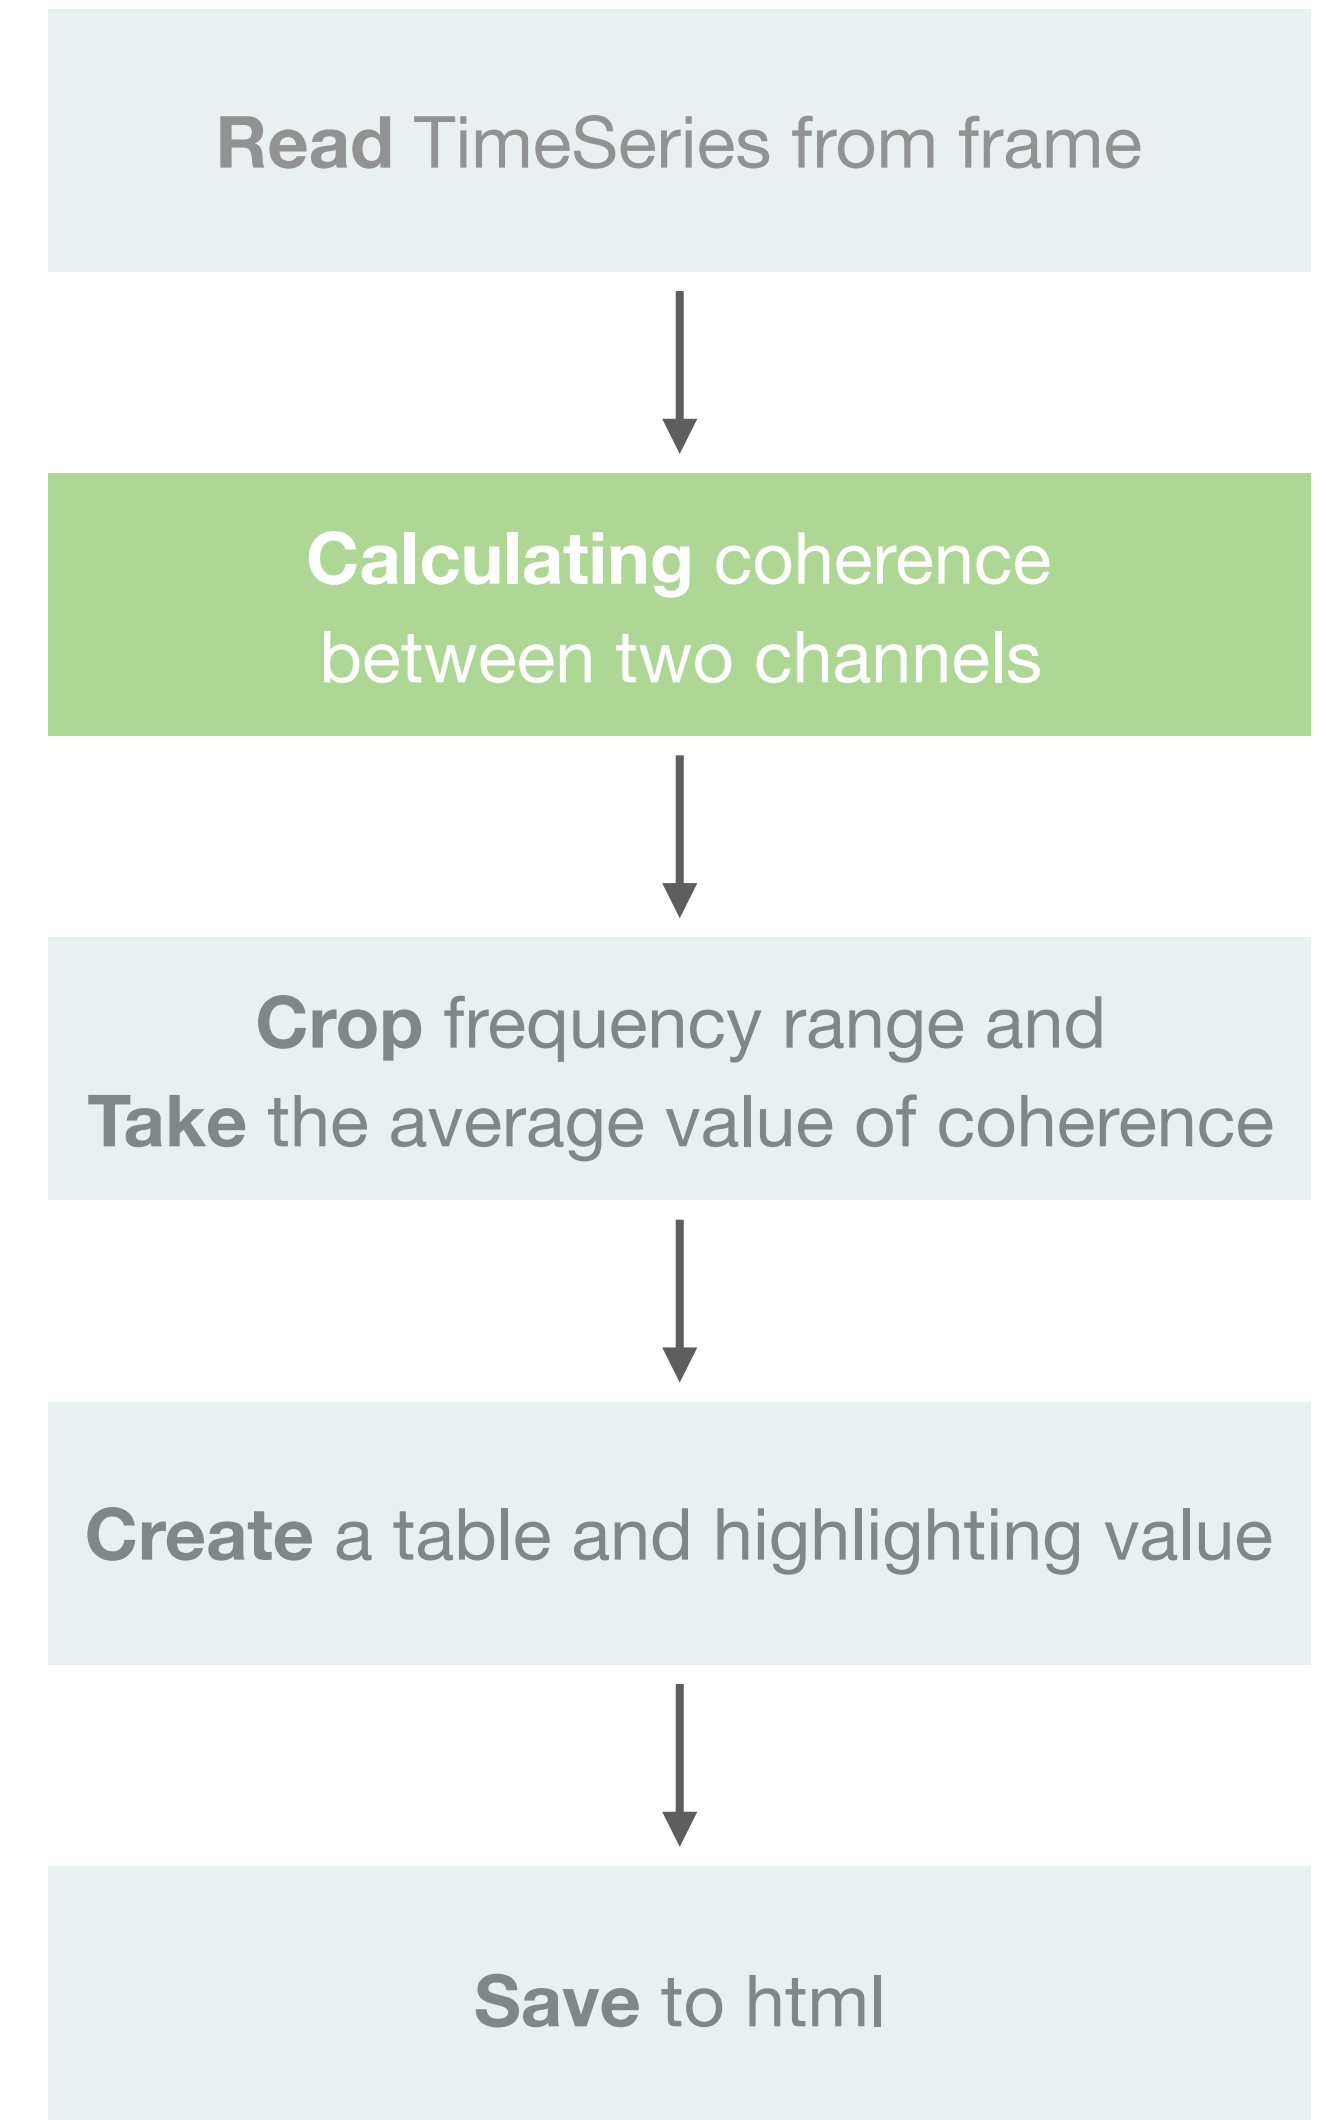 Read TimeSeries from frame
Calculating coherence
between two channels
Crop frequency range and
Take the average value of coherence
Create a table and highlighting value
Save to html